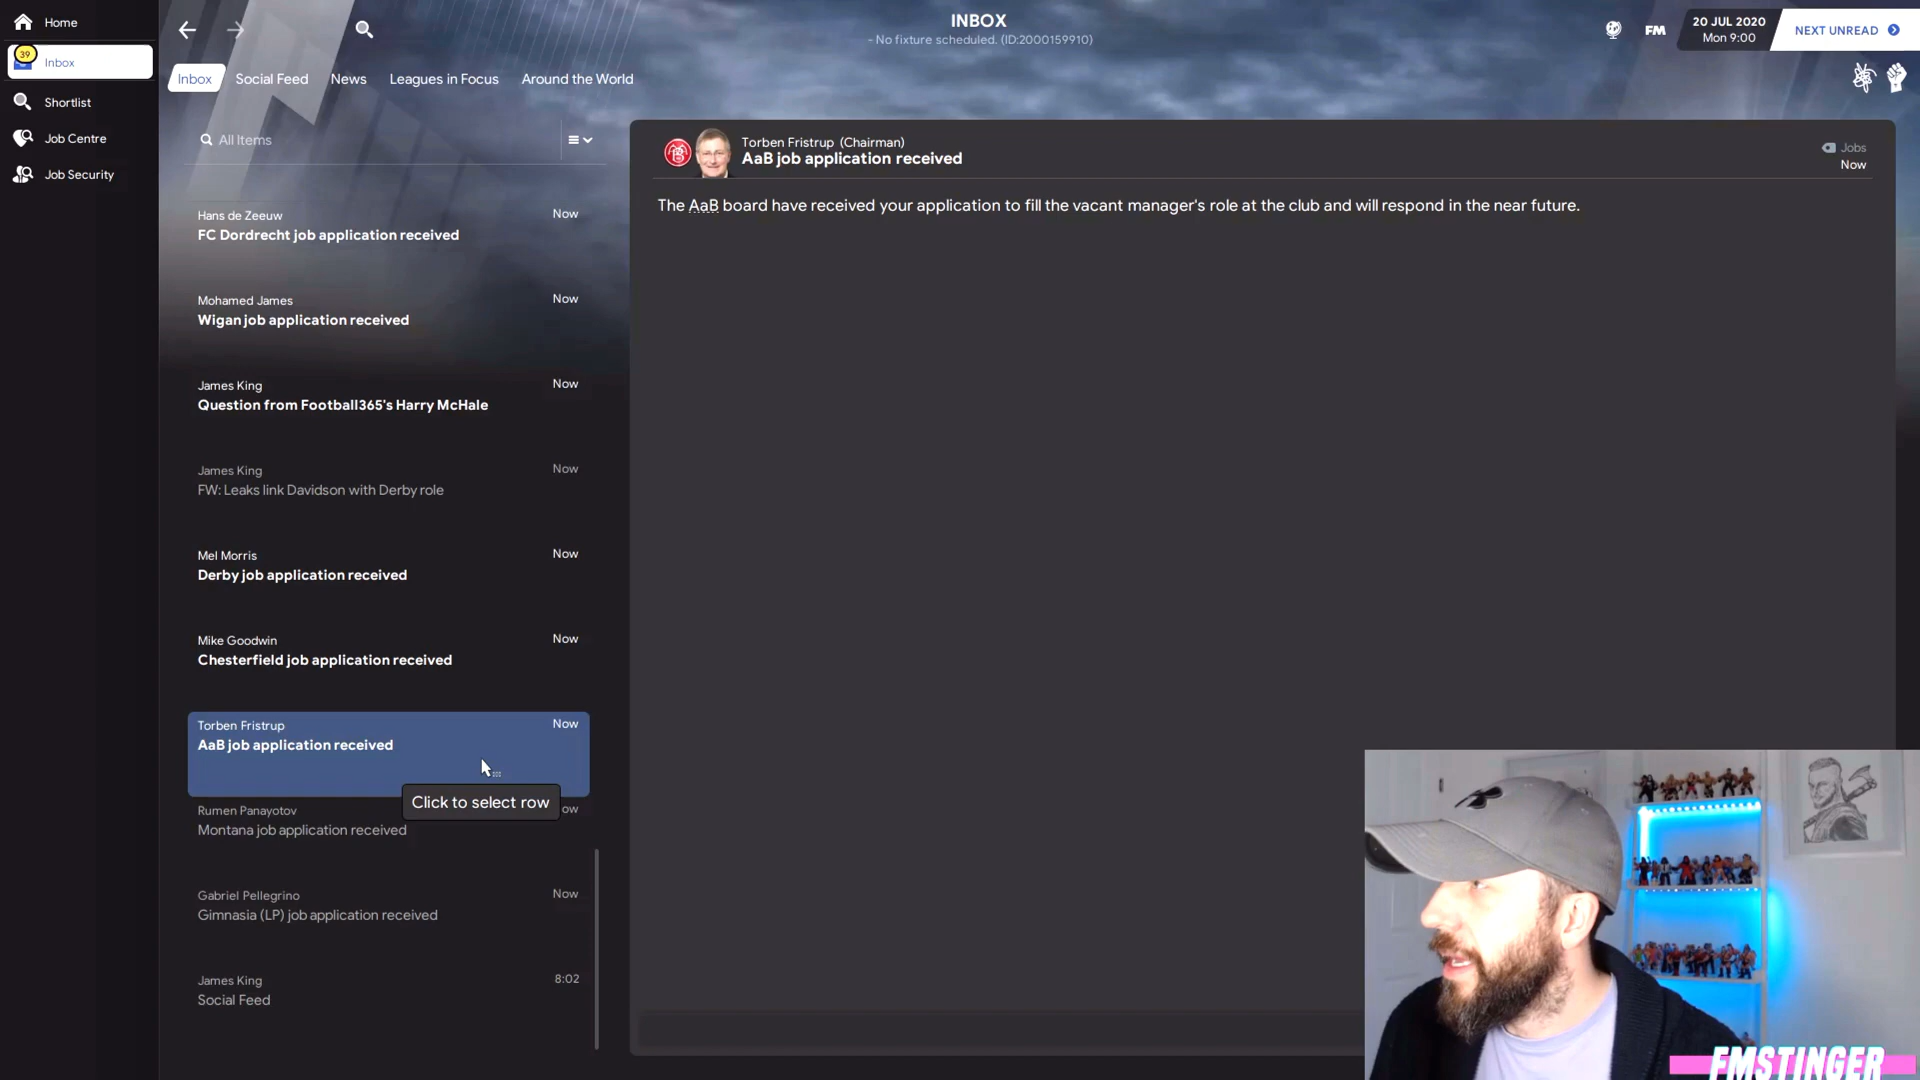 Home
39
Inbox
Shortlist
Job Centre
Job Security
INBOX
- No fixture scheduled. (ID:2000159910)
FM
20 JUL 2020
Mon 9:00
NEXT UNREAD
Inbox
Social Feed
News
Leagues in Focus
Around the World
All Items
Hans de Zeeuw
Now
FC Dordrecht job application received
Mohamed James
Now
Wigan job application received
James King
Now
Question from Football365's Harry McHale
James King
Now
FW: Leaks link Davidson with Derby role
Mel Morris
Now
Derby job application received
Mike Goodwin
Now
Chesterfield job application received
Torben Fristrup
Now
AaB job application received
Click to select row
Rumen Panayotov
ow
Montana job application received
Gabriel Pellegrino
Now
Gimnasia (LP) job application received
James King
8:02
Social Feed
Torben Fristrup (Chairman)
AaB job application received
Jobs
Now
The AaB board have received your application to fill the vacant manager's role at the club and will respond in the near future.
FMSTINGER